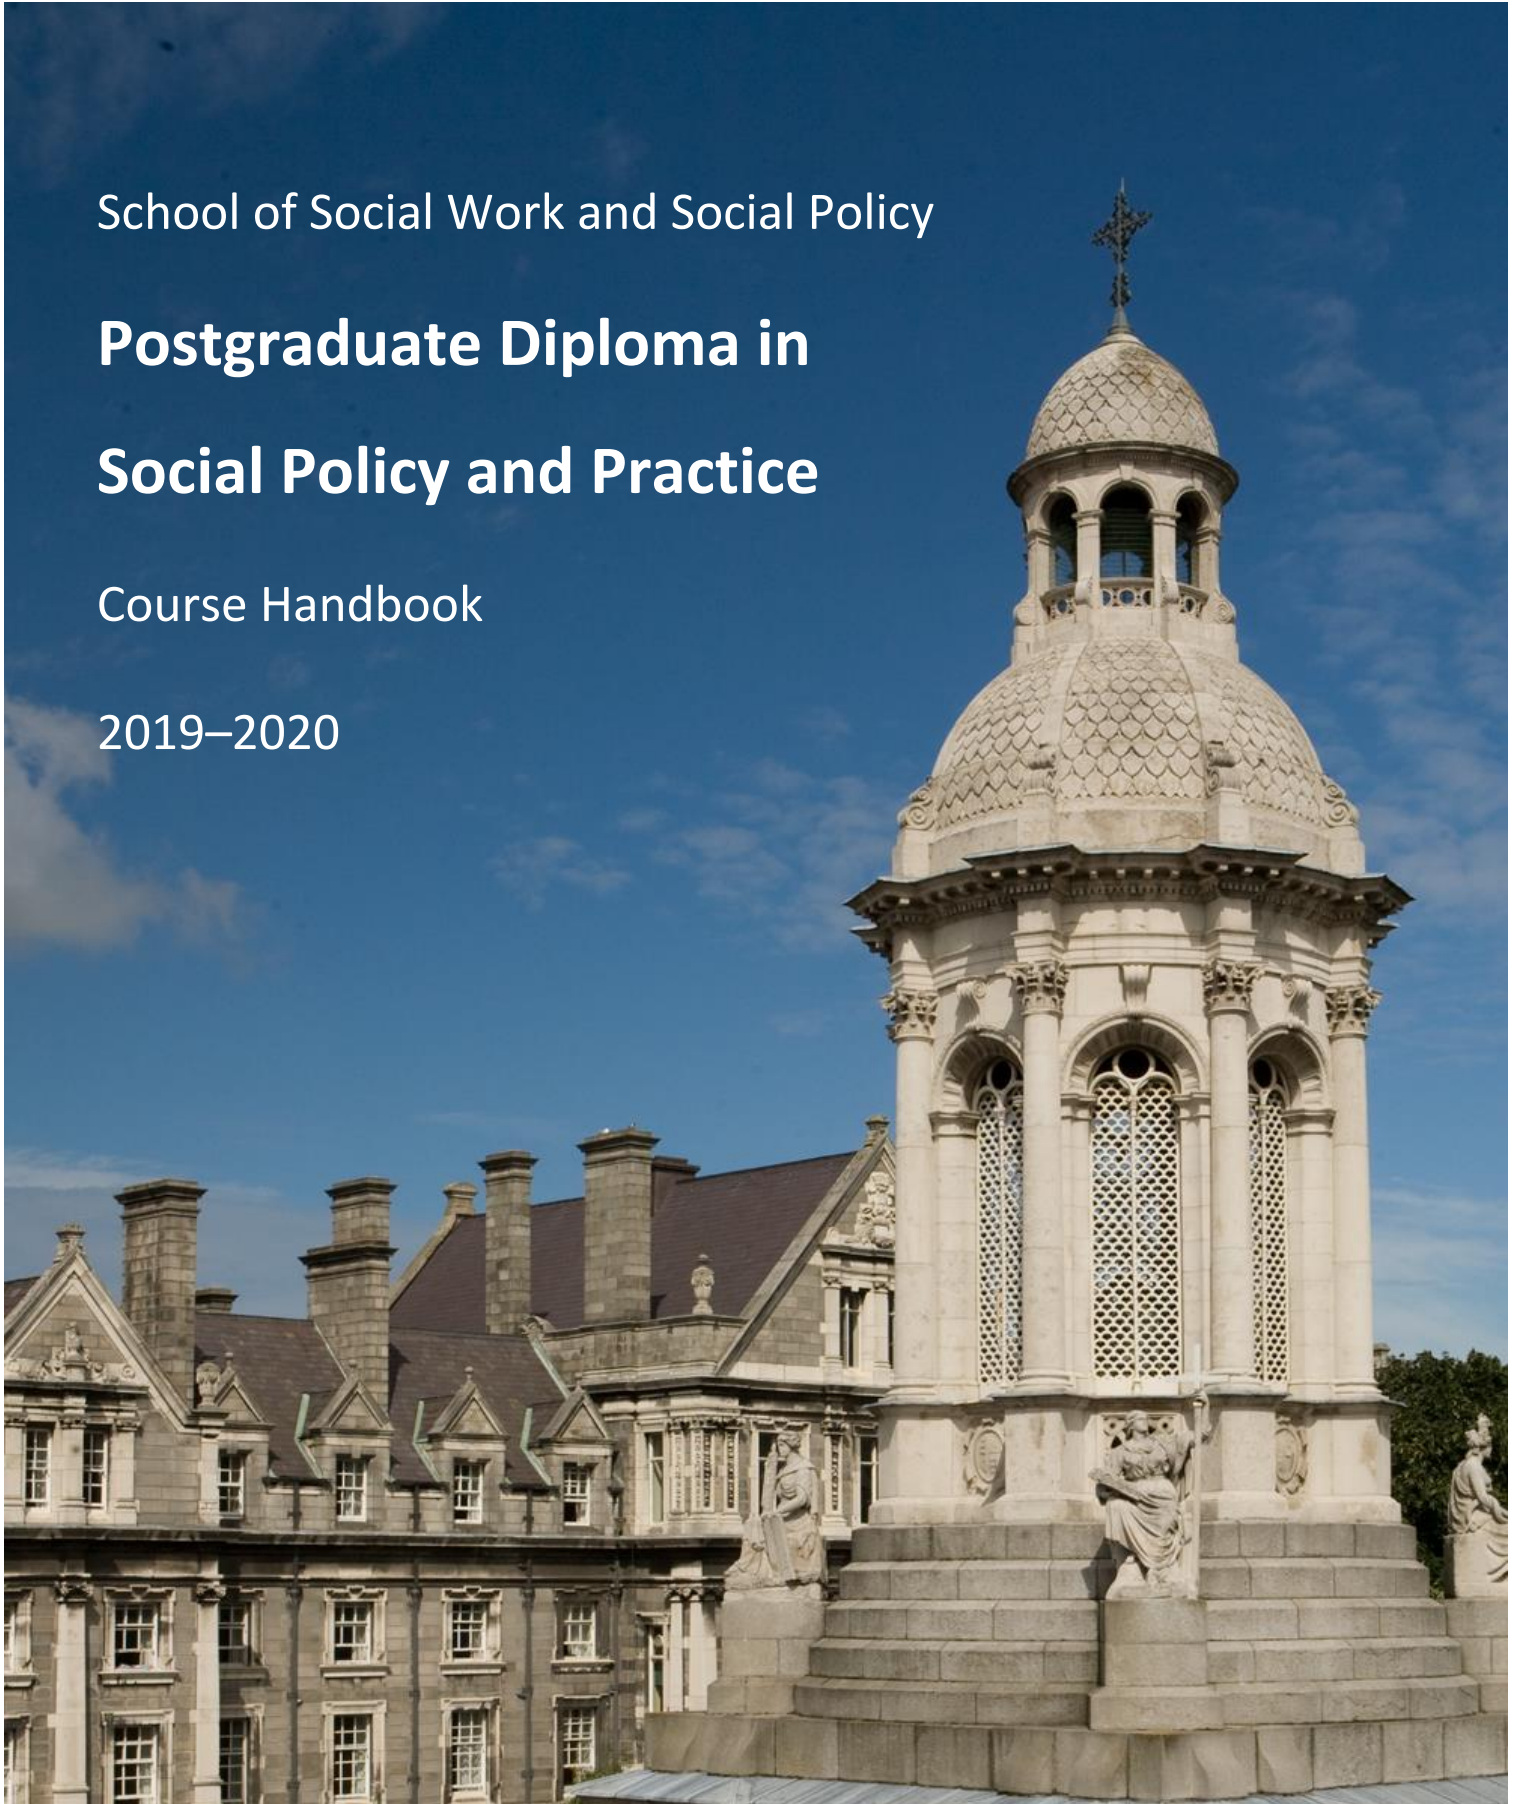 School of Social Work and Social Policy
Postgraduate Diploma in
Social Policy and Practice
Course Handbook
2019–2020